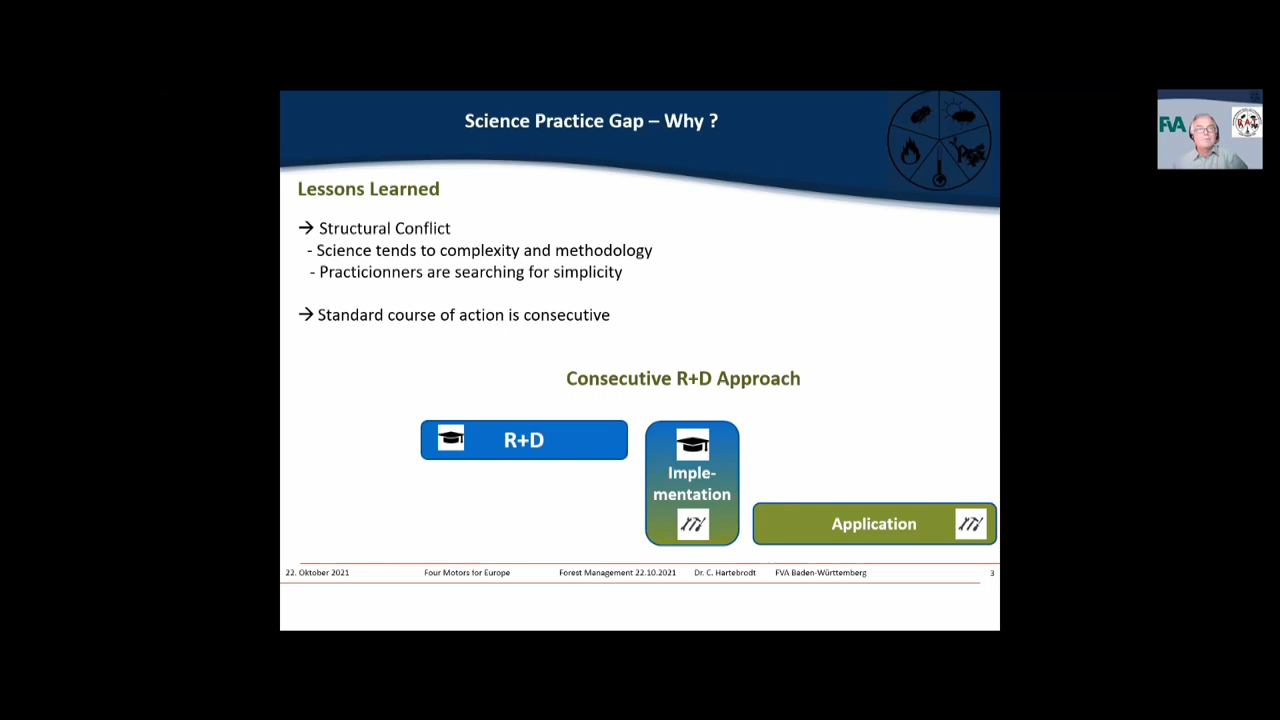 Science Practice Gap – Why ?
Lessons Learned
→ Structural Conflict
- Science tends to complexity and methodology
- Practicionners are searching for simplicity
→ Standard course of action is consecutive
Consecutive R+D Approach
R+D
Imple-
mentation
Application
22. Oktober 2021 Four Motors for Europe Forest Management 22.10.2021 Dr. C. Hartebrodt FVA Baden-Württemberg 3
FVA